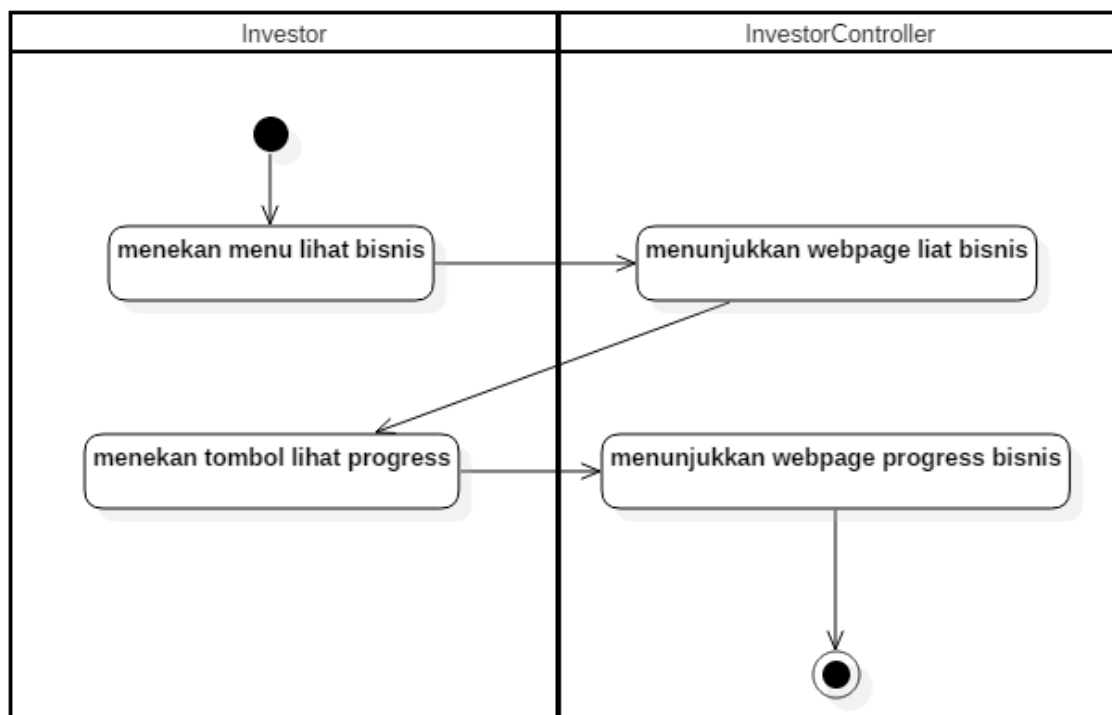 Investor
InvestorController
menekan menu lihat bisnis
menunjukkan webpage liat bisnis
menekan tombol lihat progress
menunjukkan webpage progress bisnis